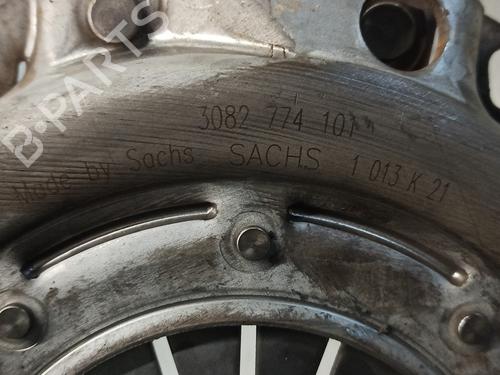 B-PARTS
3082 774 101
Made by Sachs SACHS 1 013 K 21